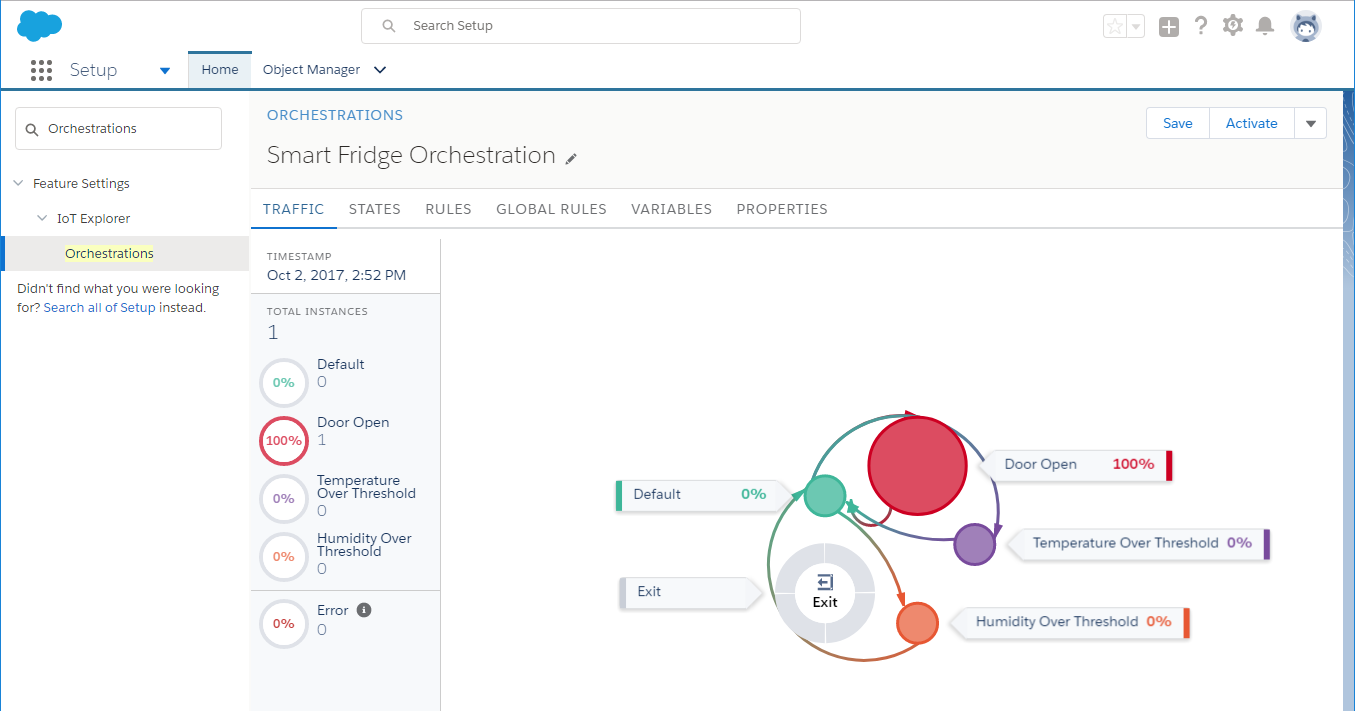 Search Setup
Setup
Home
Object Manager
Orchestrations
Feature Settings
IoT Explorer
Orchestrations
Didn't find what you were looking
for? Search all of Setup instead.
ORCHESTRATIONS
Smart Fridge Orchestration
Save
Activate
TRAFFIC
STATES
RULES
GLOBAL RULES
VARIABLES
PROPERTIES
TIMESTAMP
Oct 2, 2017, 2:52 PM
TOTAL INSTANCES
1
0%
Default
0
100%
Door Open
1
0%
Temperature
Over Threshold
0
0%
Humidity Over
Threshold
0
0%
Error
0
Door Open 100%
Default 0%
Temperature Over Threshold 0%
Exit
Exit
Humidity Over Threshold 0%